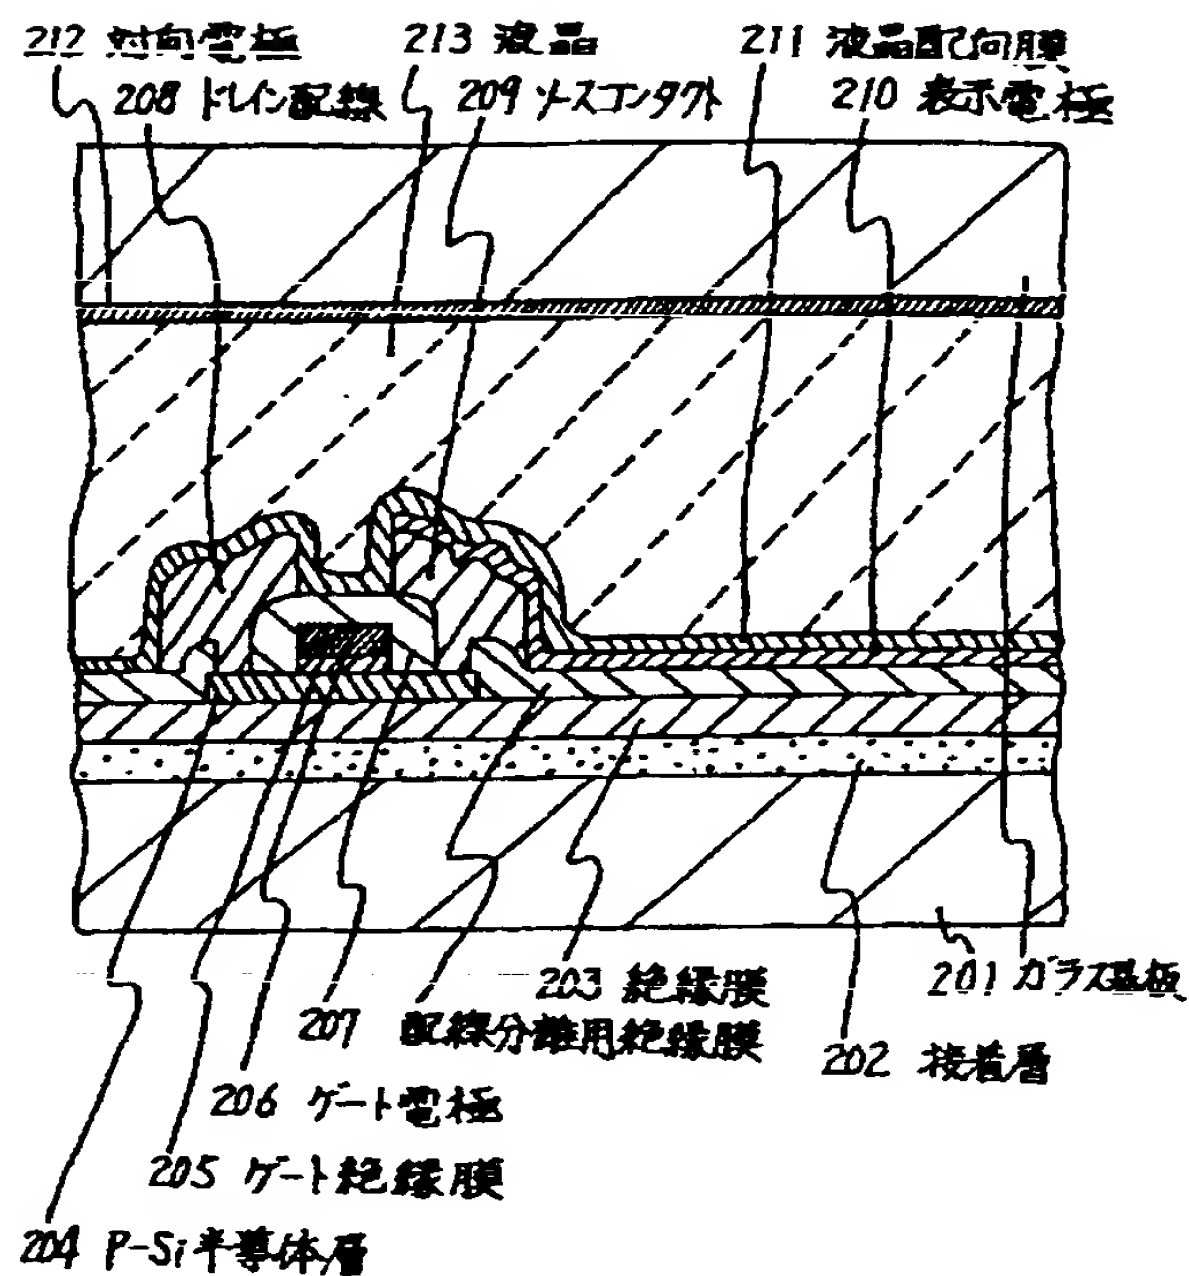 212 対向電極
213 液晶
211 液晶配向膜
208 ドレイン配線
209 ソースコンタクト
210 表示電極
203 絶縁膜
201 ガラス基板
207 配線分離用絶縁膜
202 接着層
206 ゲート電極
205 ゲート絶縁膜
204 P-Si半導体層